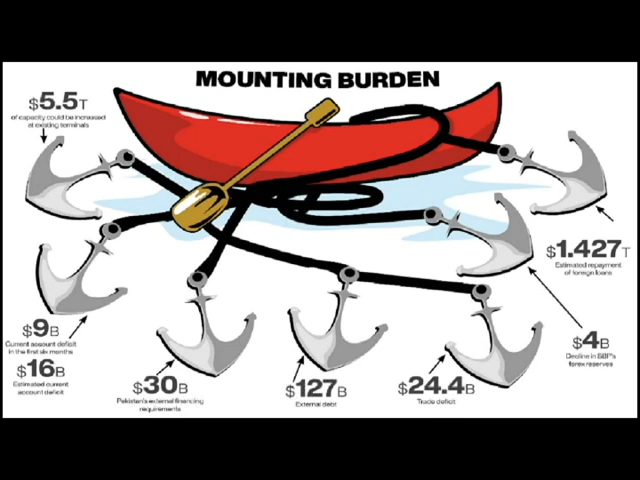 MOUNTING BURDEN
$5.5T
of capacity could be increased
at existing terminals
$1.427T
Estimated repayment
of foreign loans
$9B
Current account deficit
in the first six months
$16B
Estimated current
account deficit
$30B
Pakistan's external financing
requirements
$127B
External debt
$24.4B
Trade deficit
$4B
Decline in SBP's
forex reserves